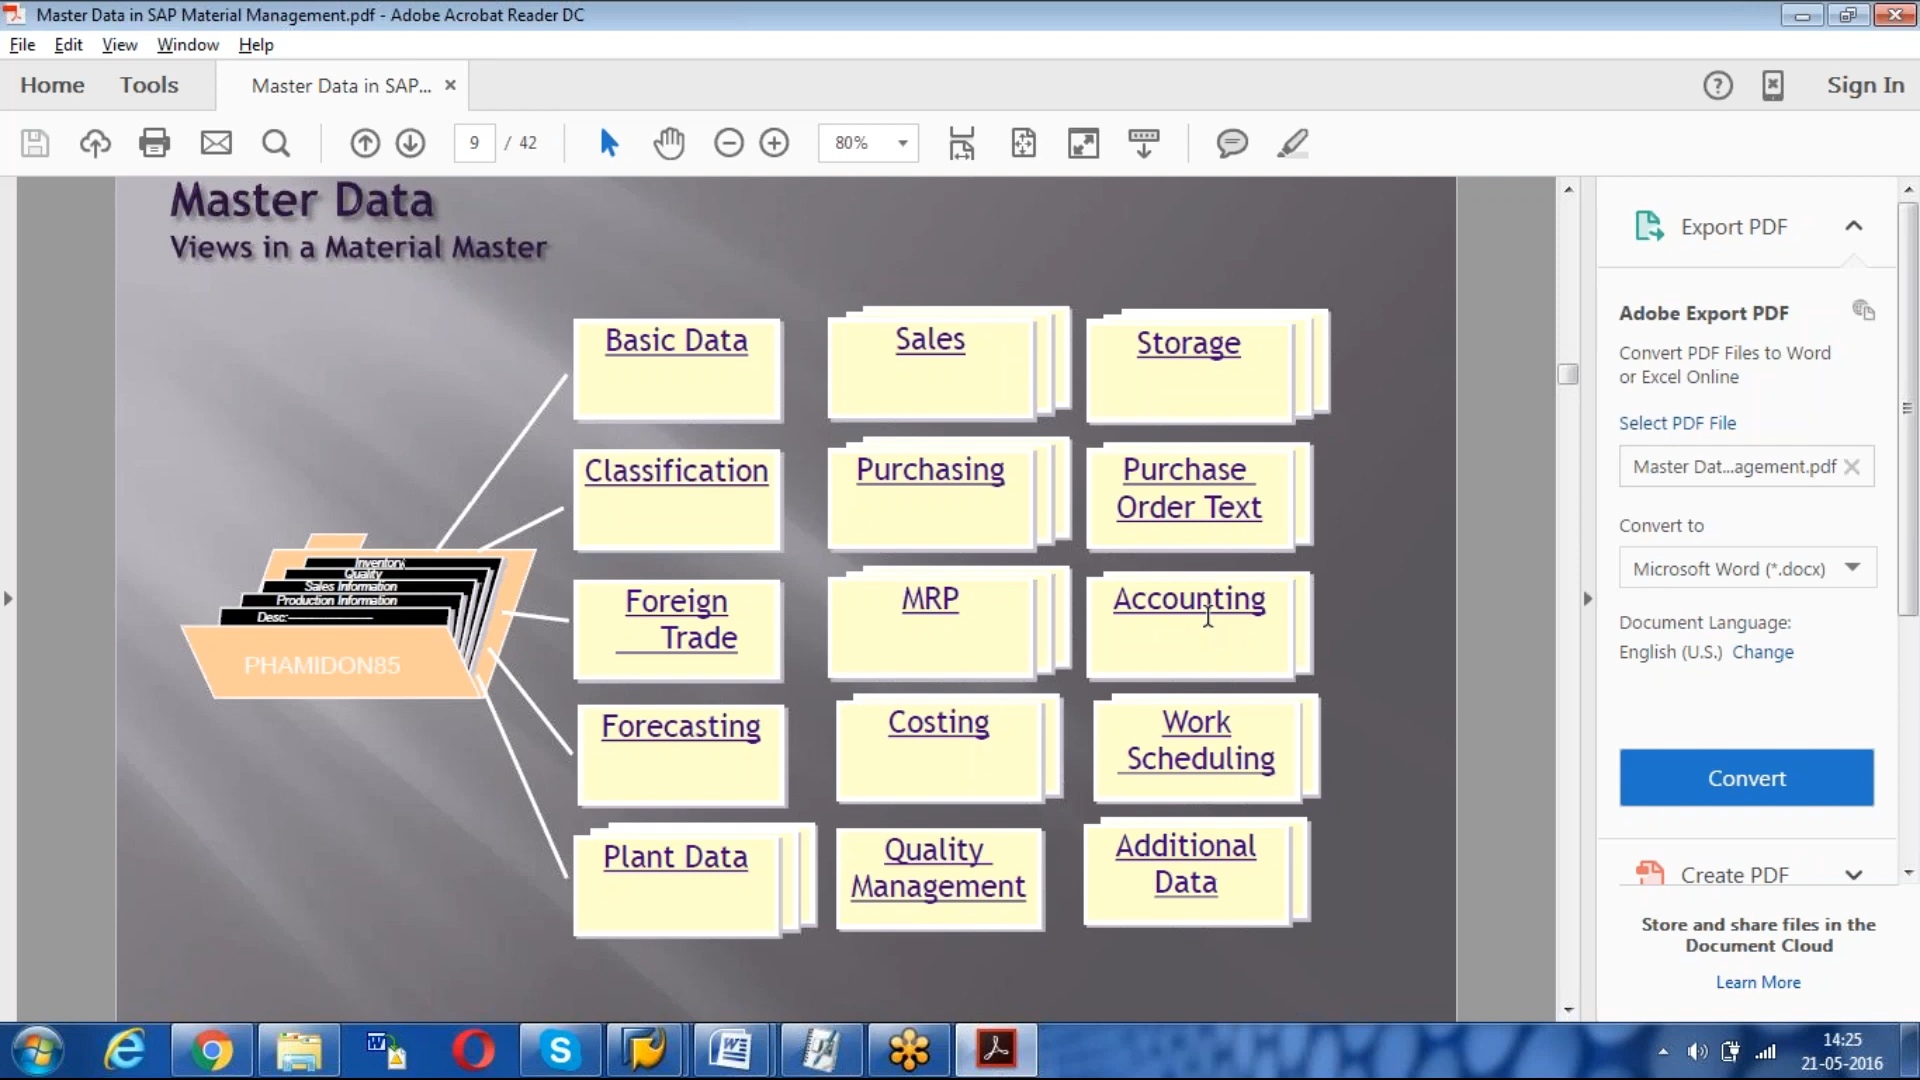 Master Data in SAP Material Management.pdf - Adobe Acrobat Reader DC
File Edit View Window Help
Home Tools Master Data in SAP... Sign In
9 / 42 80%
Master Data
Views in a Material Master
Basic Data
Sales
Storage
Classification
Purchasing
Purchase
Order Text
Foreign
Trade
MRP
Accounting
Forecasting
Costing
Work
Scheduling
Plant Data
Quality
Management
Additional
Data
Inventory
Quality
Sales Information
Production Information
Desc:
PHAMIDON85
Export PDF
Adobe Export PDF
Convert PDF Files to Word
or Excel Online
Select PDF File
Master Dat...agement.pdf
Convert to
Microsoft Word (*.docx)
Document Language:
English (U.S.) Change
Convert
Create PDF
Store and share files in the
Document Cloud
Learn More
14:25
21-05-2016